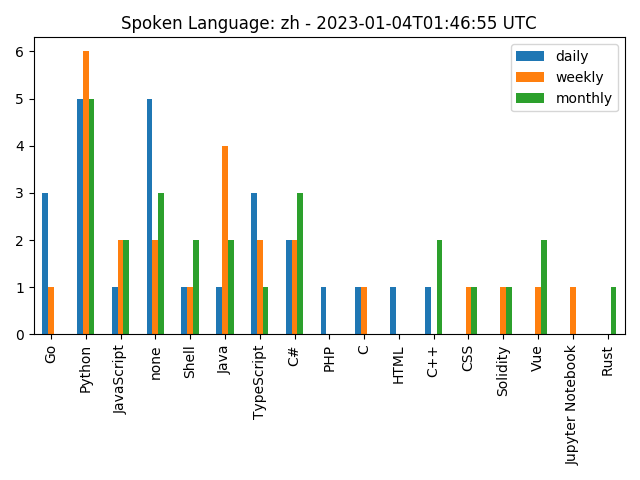 Spoken Language: zh - 2023-01-04T01:46:55 UTC
daily
weekly
monthly
6
5
4
3
2
1
0
Go
Python
JavaScript
none
Shell
Java
TypeScript
C#
PHP
C
HTML
C++
CSS
Solidity
Vue
Jupyter Notebook
Rust